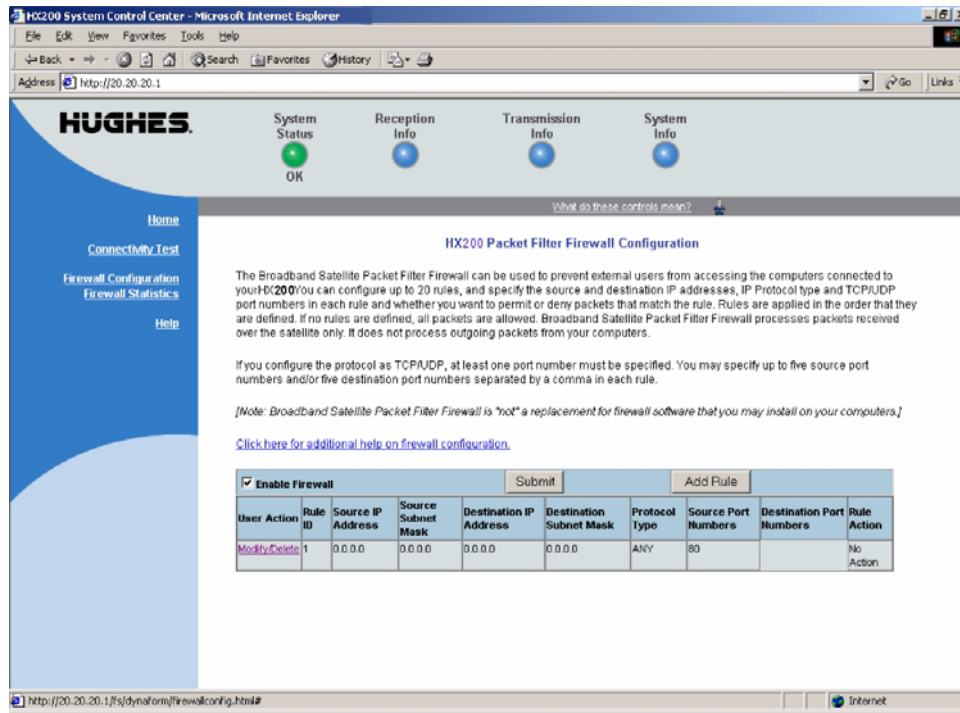 HX200 System Control Center - Microsoft Internet Explorer
File Edit View Favorites Tools Help
Back Search Favorites History
Address http://20.20.20.1 Go Links
HUGHES.
System Status
OK
Reception Info
Transmission Info
System Info
What do these controls mean?
Home
Connectivity Test
Firewall Configuration
Firewall Statistics
Help
HX200 Packet Filter Firewall Configuration
The Broadband Satellite Packet Filter Firewall can be used to prevent external users from accessing the computers connected to
yourHX200You can configure up to 20 rules, and specify the source and destination IP addresses, IP Protocol type and TCP/UDP
port numbers in each rule and whether you want to permit or deny packets that match the rule. Rules are applied in the order that they
are defined. If no rules are defined, all packets are allowed. Broadband Satellite Packet Filter Firewall processes packets received
over the satellite only. It does not process outgoing packets from your computers.
If you configure the protocol as TCP/UDP, at least one port number must be specified. You may specify up to five source port
numbers and/or five destination port numbers separated by a comma in each rule.
[Note: Broadband Satellite Packet Filter Firewall is "not" a replacement for firewall software that you may install on your computers.]
Click here for additional help on firewall configuration.
Enable Firewall Submit Add Rule
User Action Rule ID Source IP Address Source Subnet Mask Destination IP Address Destination Subnet Mask Protocol Type Source Port Numbers Destination Port Numbers Rule Action
Modify/Delete 1 0.0.0.0 0.0.0.0 0.0.0.0 0.0.0.0 ANY 80 No Action
http://20.20.20.1/fs/dynaform/firewallconfig.html# Internet